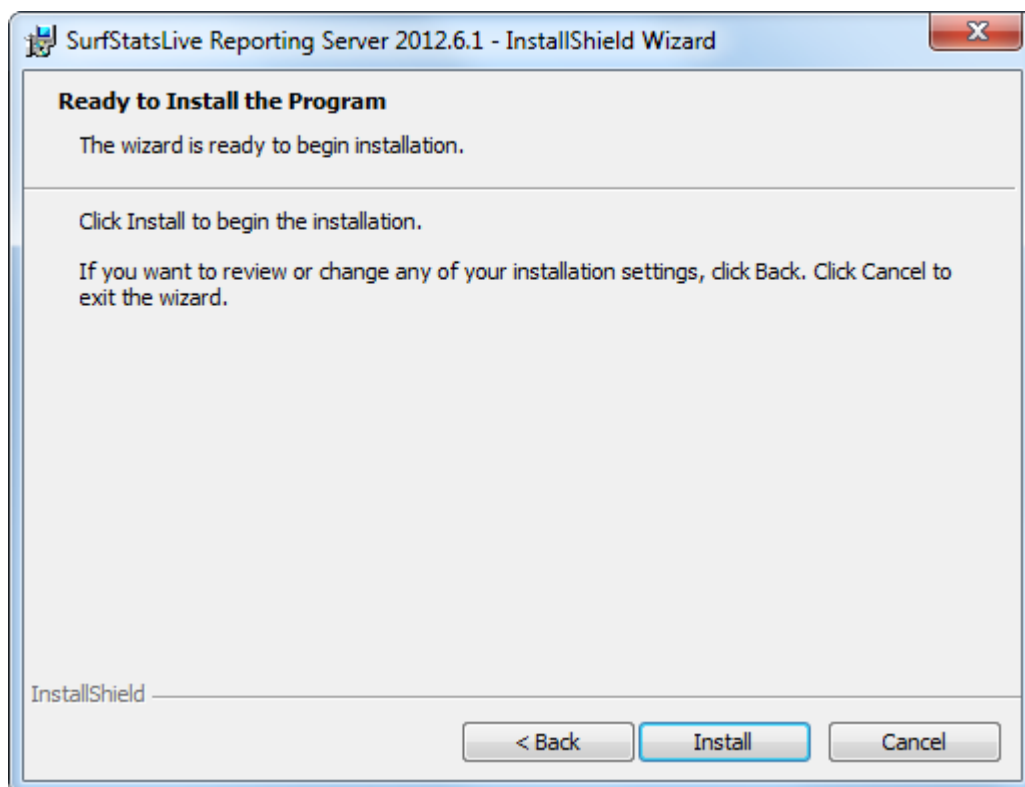 SurfStatsLive Reporting Server 2012.6.1 - InstallShield Wizard
Ready to Install the Program
The wizard is ready to begin installation.
Click Install to begin the installation.
If you want to review or change any of your installation settings, click Back. Click Cancel to
exit the wizard.
InstallShield
< Back Install Cancel